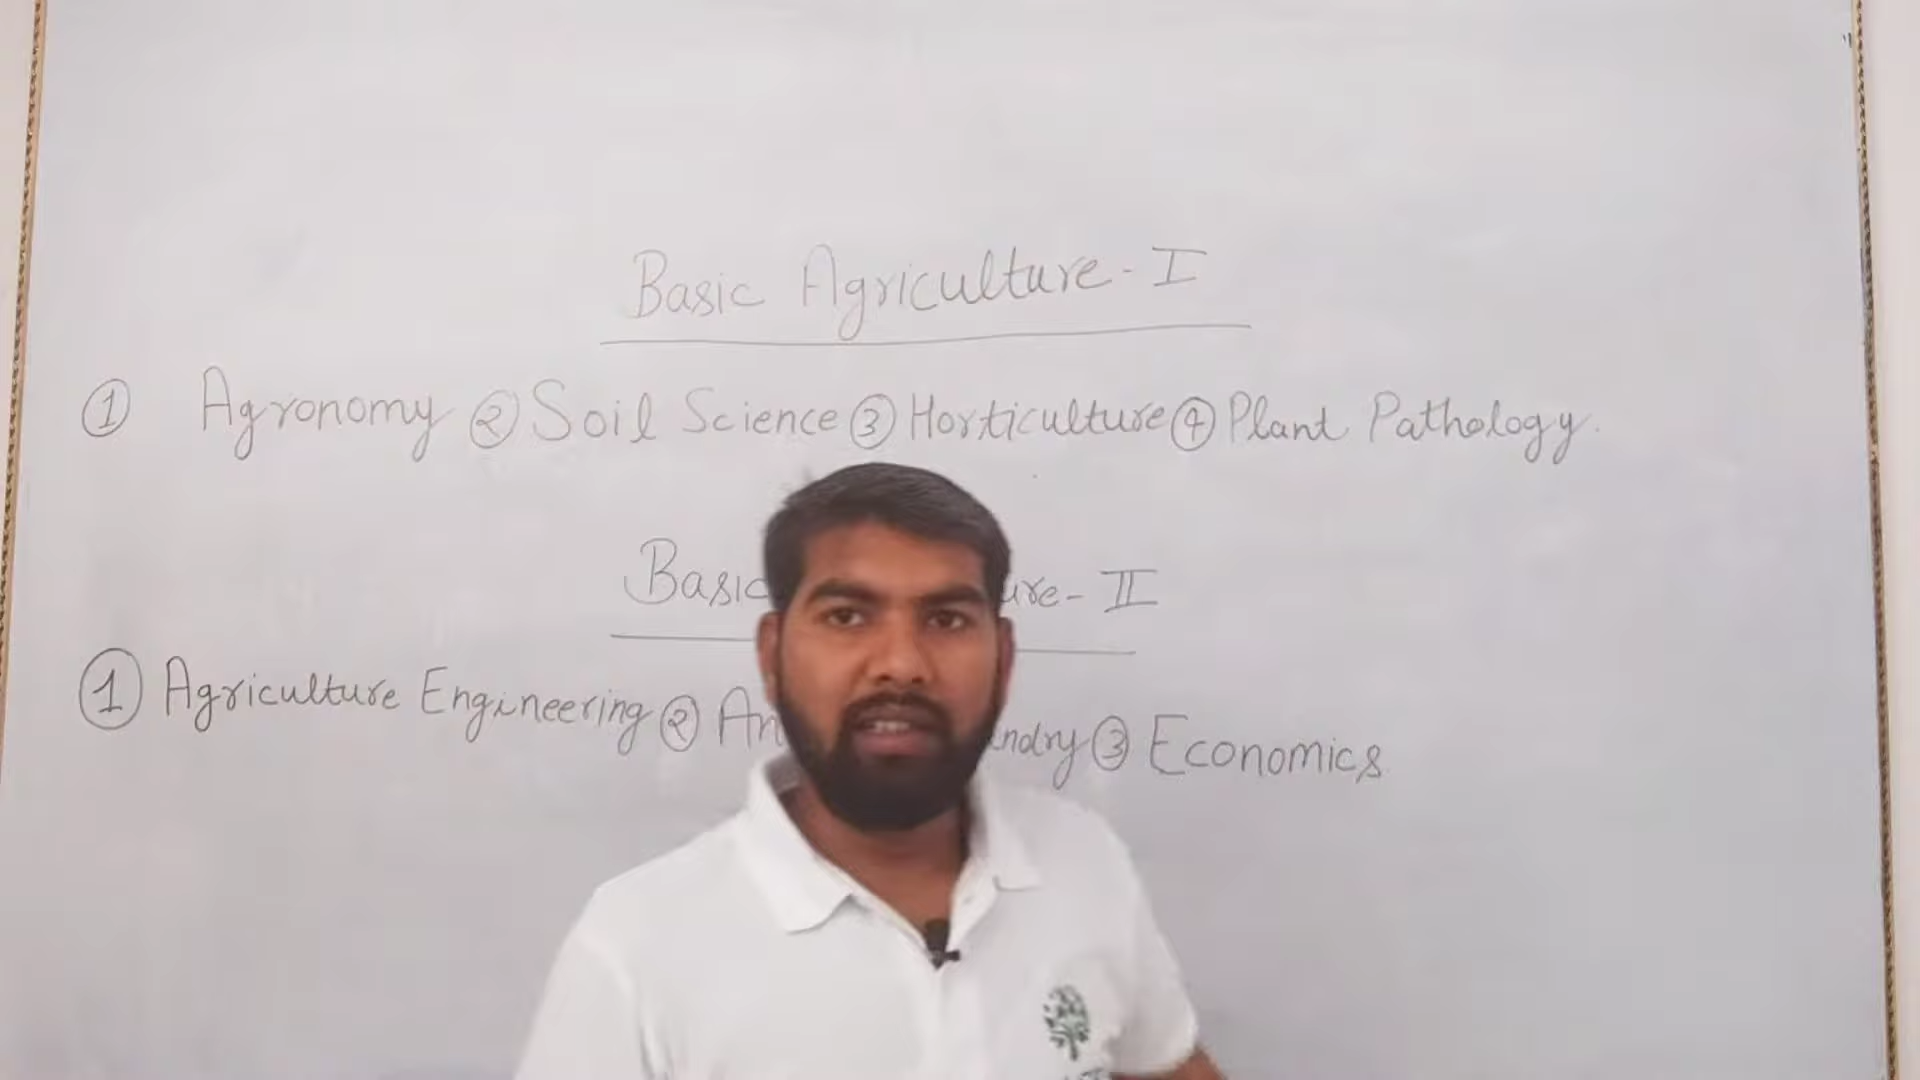 Basic Agriculture-I
① Agronomy ② Soil Science ③ Horticulture ④ Plant Pathology.
Basic II
① Agriculture Engineering ② ③ Economics